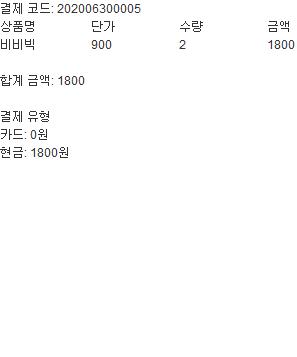 결제 코드: 202006300005
상품명 단가 수량 금액
비비빅 900 2 1800
합계 금액: 1800
결제 유형
카드: 0원
현금: 1800원